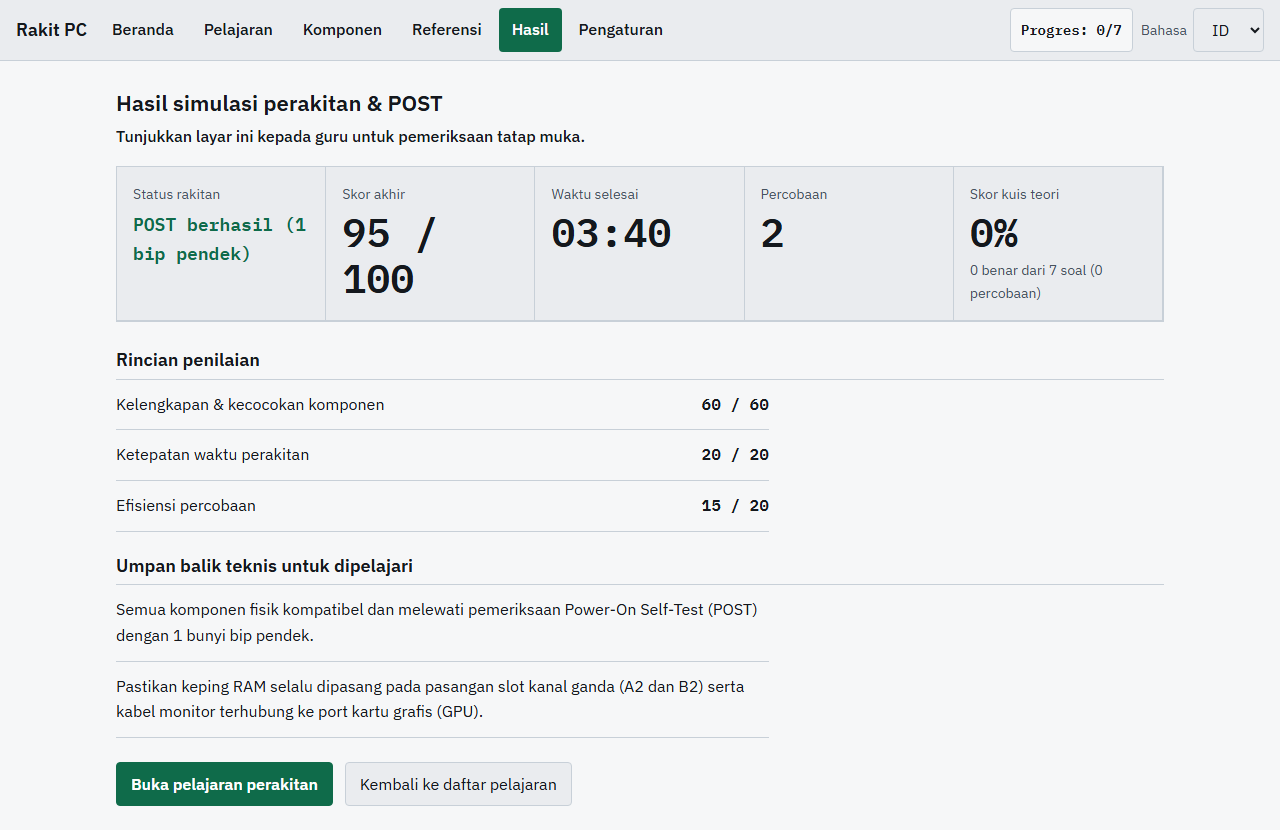 Rakit PC
Beranda
Pelajaran
Komponen
Referensi
Hasil
Pengaturan
Progres: 0/7
Bahasa
ID
Hasil simulasi perakitan & POST
Tunjukkan layar ini kepada guru untuk pemeriksaan tatap muka.
Status rakitan
POST berhasil (1
bip pendek)
Skor akhir
95 /
100
Waktu selesai
03:40
Percobaan
2
Skor kuis teori
0%
0 benar dari 7 soal (0
percobaan)
Rincian penilaian
Kelengkapan & kecocokan komponen 60 / 60
Ketepatan waktu perakitan 20 / 20
Efisiensi percobaan 15 / 20
Umpan balik teknis untuk dipelajari
Semua komponen fisik kompatibel dan melewati pemeriksaan Power-On Self-Test (POST)
dengan 1 bunyi bip pendek.
Pastikan keping RAM selalu dipasang pada pasangan slot kanal ganda (A2 dan B2) serta
kabel monitor terhubung ke port kartu grafis (GPU).
Buka pelajaran perakitan
Kembali ke daftar pelajaran